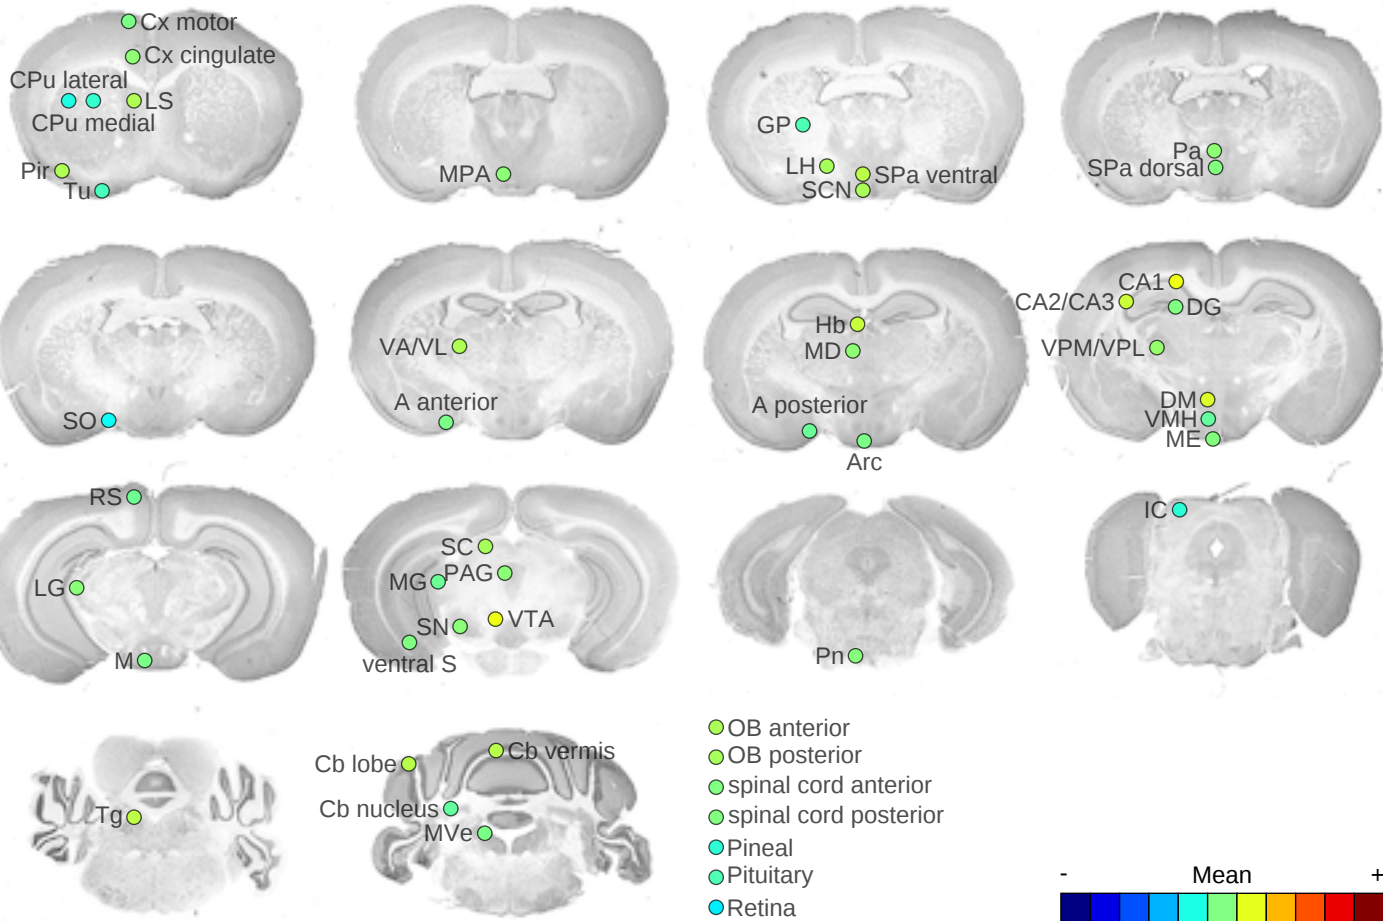 Cx motor
Cx cingulate
CPu lateral
LS
CPu medial
Pir
Tu
MPA
GP
LH
SPa ventral
SCN
Pa
SPa dorsal
SO
VA/VL
A anterior
Hb
MD
A posterior
Arc
CA1
CA2/CA3
DG
VPM/VPL
DM
VMH
ME
RS
LG
M
SC
PAG
MG
VTA
SN
ventral S
Pn
IC
Tg
Cb lobe
Cb vermis
Cb nucleus
MVe
OB anterior
OB posterior
spinal cord anterior
spinal cord posterior
Pineal
Pituitary
Retina
- Mean +